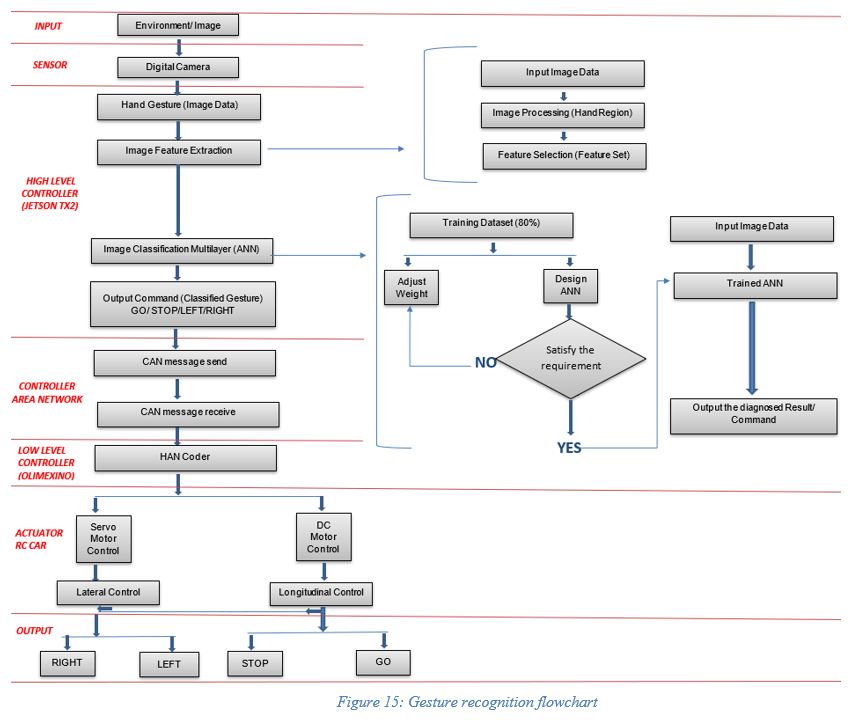 INPUT
Environment/ Image
SENSOR
Digital Camera
HIGH LEVEL
CONTROLLER
(JETSON TX2)
Hand Gesture (Image Data)
Image Feature Extraction
Image Classification Multilayer (ANN)
Output Command (Classified Gesture)
GO/ STOP/LEFT/RIGHT
Input Image Data
Image Processing (Hand Region)
Feature Selection (Feature Set)
Training Dataset (80%)
Adjust
Weight
Design
ANN
Satisfy the
requirement
NO
YES
Input Image Data
Trained ANN
Output the diagnosed Result/
Command
CONTROLLER
AREA NETWORK
CAN message send
CAN message receive
LOW LEVEL
CONTROLLER
(OLIMEXINO)
HAN Coder
ACTUATOR
RC CAR
Servo
Motor
Control
DC
Motor
Control
Lateral Control
Longitudinal Control
OUTPUT
RIGHT
LEFT
STOP
GO
Figure 15: Gesture recognition flowchart